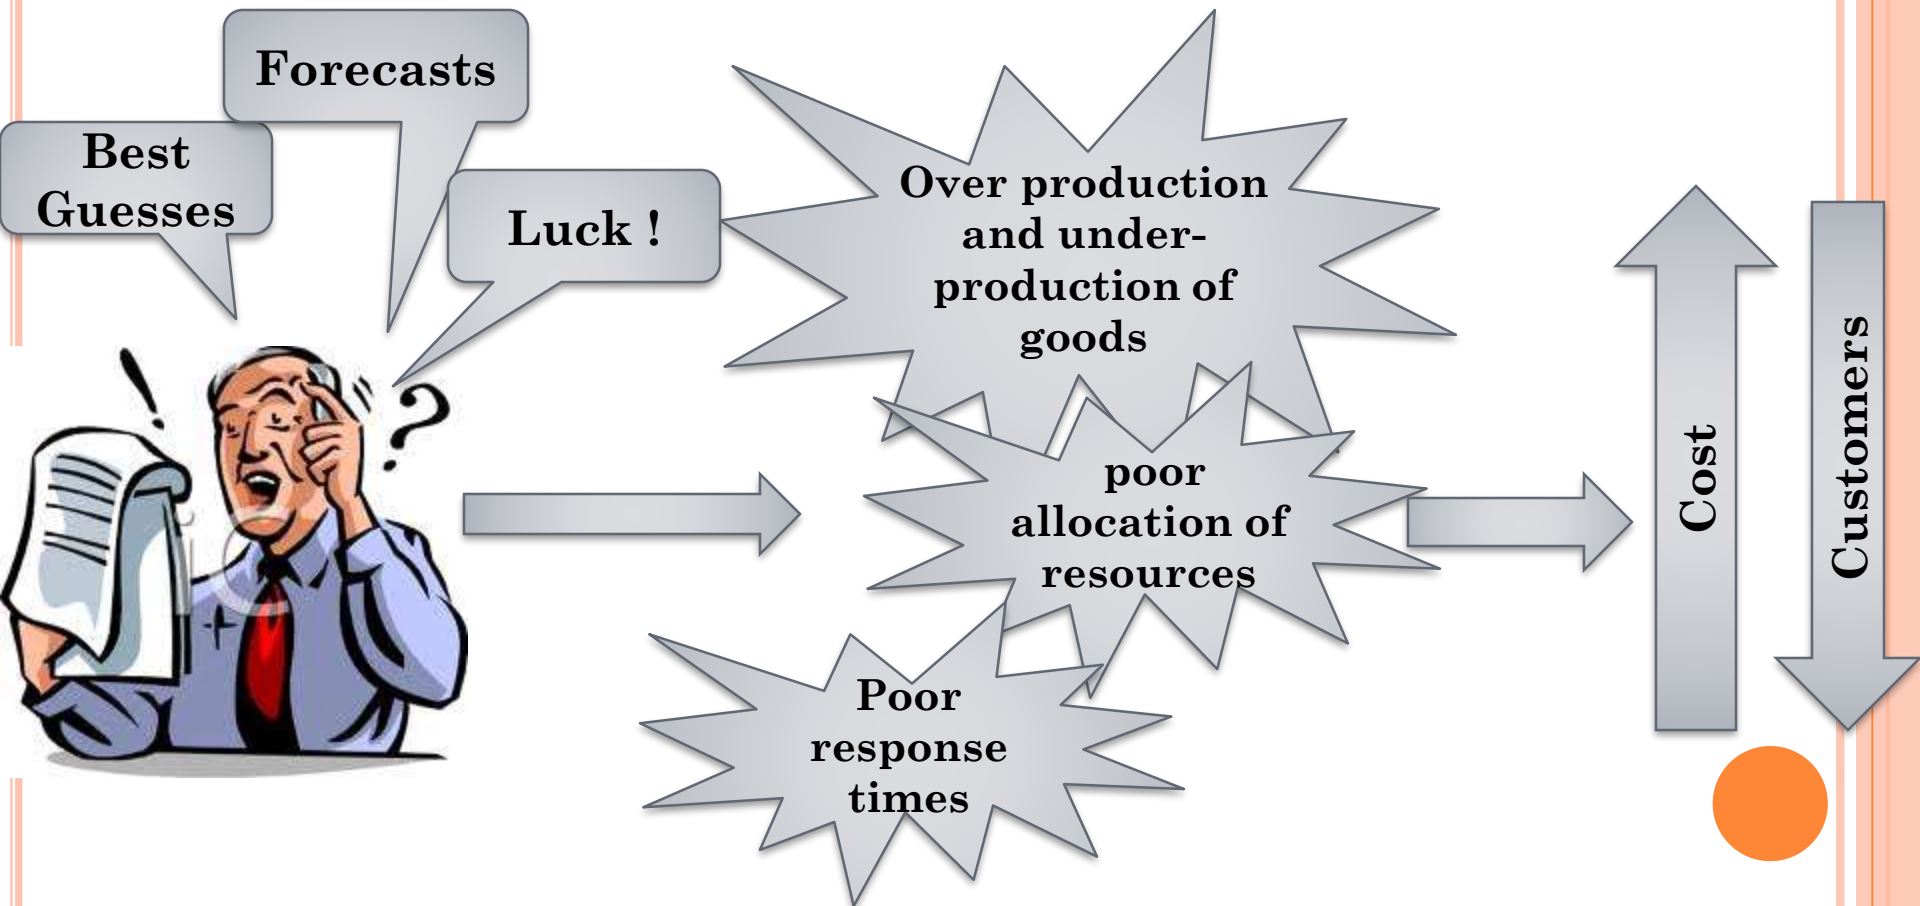 Forecasts
Best
Guesses
Luck !
Over production
and under-
production of
goods
poor
allocation of
resources
Poor
response
times
Cost
Customers